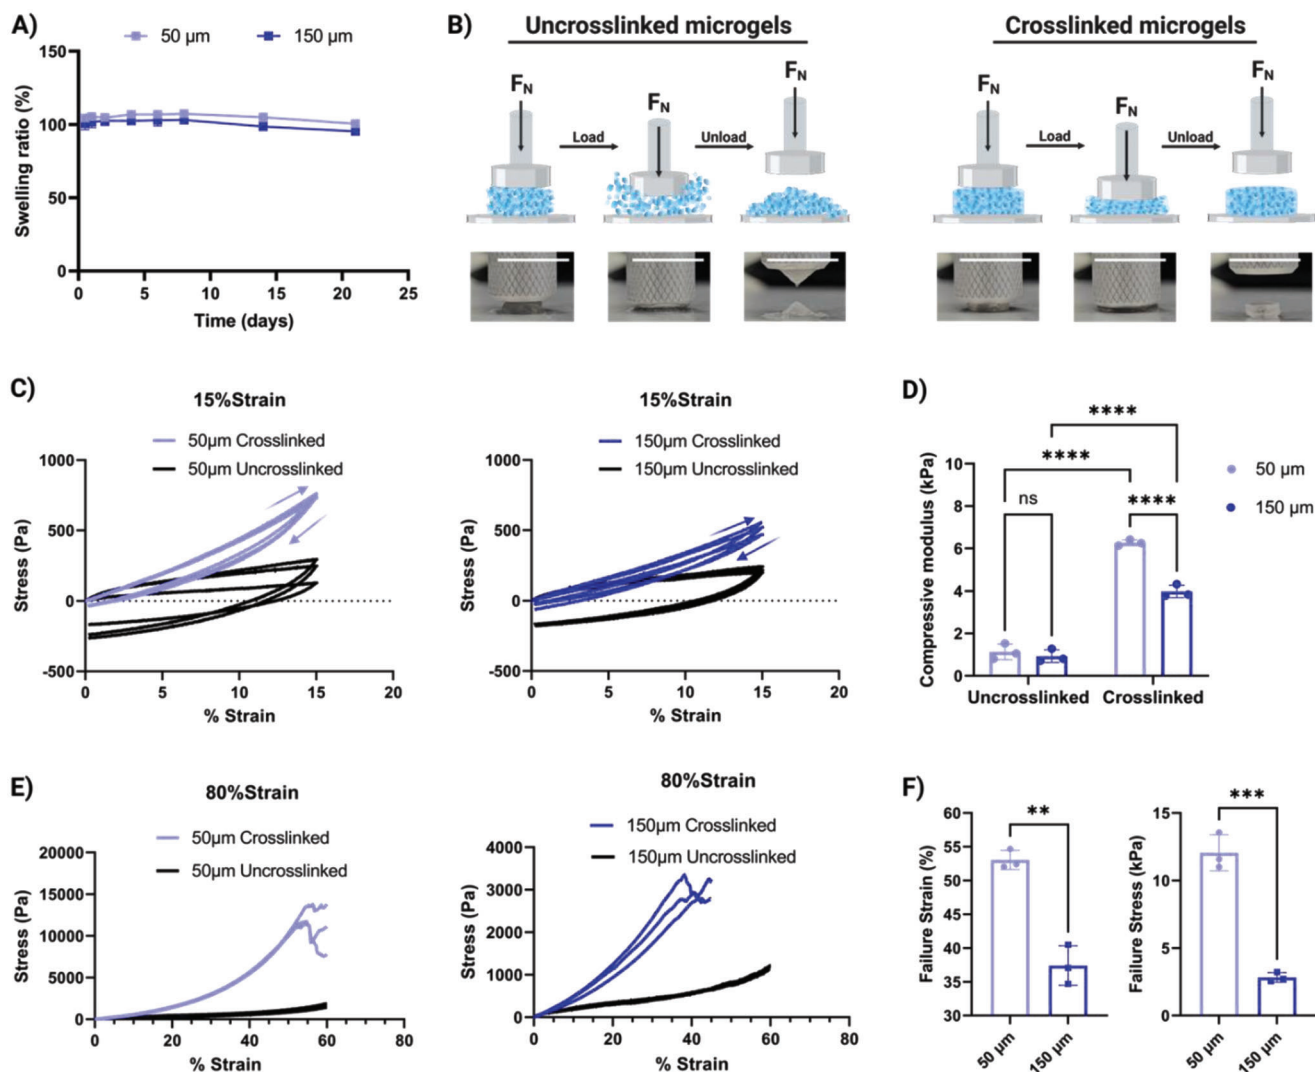 A)
50 µm
150 µm
150
100
50
0
Swelling ratio (%)
0 5 10 15 20 25
Time (days)
B)
Uncrosslinked microgels
F_N
Load
F_N
Unload
F_N
Crosslinked microgels
F_N
Load
F_N
Unload
F_N
C)
15%Strain
50µm Crosslinked
50µm Uncrosslinked
1000
500
0
-500
Stress (Pa)
0 5 10 15 20
% Strain
15%Strain
150µm Crosslinked
150µm Uncrosslinked
1000
500
0
-500
Stress (Pa)
0 5 10 15 20
% Strain
D)
****
****
ns
****
50 µm
150 µm
10
8
6
4
2
0
Compressive modulus (kPa)
Uncrosslinked Crosslinked
E)
80%Strain
50µm Crosslinked
50µm Uncrosslinked
20000
15000
10000
5000
0
Stress (Pa)
0 20 40 60 80
% Strain
80%Strain
150µm Crosslinked
150µm Uncrosslinked
4000
3000
2000
1000
0
Stress (Pa)
0 20 40 60 80
% Strain
F)
**
60
55
50
45
40
35
30
Failure Strain (%)
50 µm
150 µm
***
15
10
5
0
Failure Stress (kPa)
50 µm
150 µm